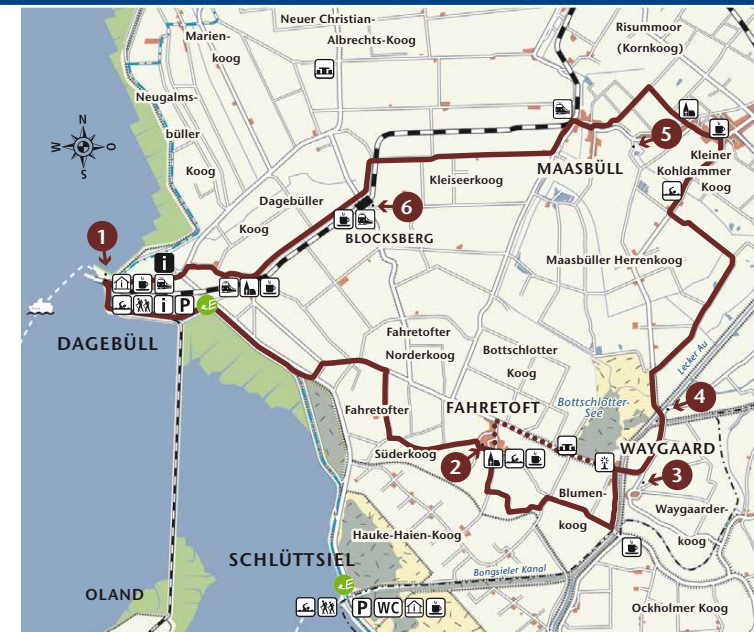 Neuer Christian-
Albrechts-Koog
Marien-
koog
Risummoor
(Kornkoog)
Neugalms-
büller
Koog
N
W
O
S
5
MAASBÜLL
Kleiner
Kohldammer
Koog
Kleiseerkoog
Dagebüller
Koog
6
BLOCKSBERG
1
Maasbüller Herrenkoog
i
i
P
DAGEBÜLL
Fahretofter
Norderkoog
Bottschlotter
Koog
Lecker Au
Bottschlotter
See
4
Fahretofter
Süderkoog
FAHRETOFT
2
WAYGAARD
3
Blumen-
koog
Waygaarder-
koog
Hauke-Haien-Koog
SCHLÜTTSIEL
Bongsieler Kanal
OLAND
P
WC
Ockholmer Koog